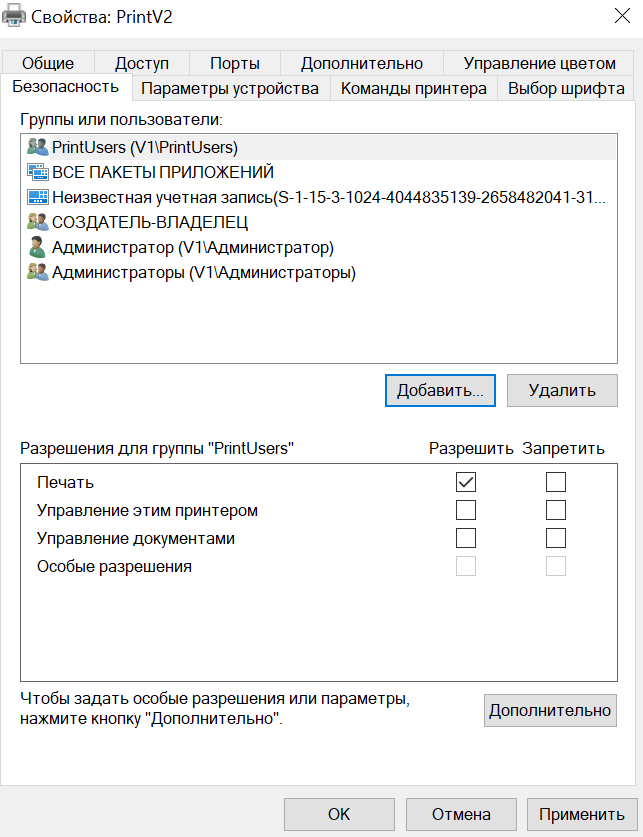 Свойства: PrintV2
Общие Доступ Порты Дополнительно Управление цветом
Безопасность Параметры устройства Команды принтера Выбор шрифта
Группы или пользователи:
PrintUsers (V1\PrintUsers)
ВСЕ ПАКЕТЫ ПРИЛОЖЕНИЙ
Неизвестная учетная запись(S-1-15-3-1024-4044835139-2658482041-31...
СОЗДАТЕЛЬ-ВЛАДЕЛЕЦ
Администратор (V1\Администратор)
Администраторы (V1\Администраторы)
Добавить... Удалить
Разрешения для группы "PrintUsers" Разрешить Запретить
Печать
Управление этим принтером
Управление документами
Особые разрешения
Чтобы задать особые разрешения или параметры,
нажмите кнопку "Дополнительно".
Дополнительно
OK Отмена Применить